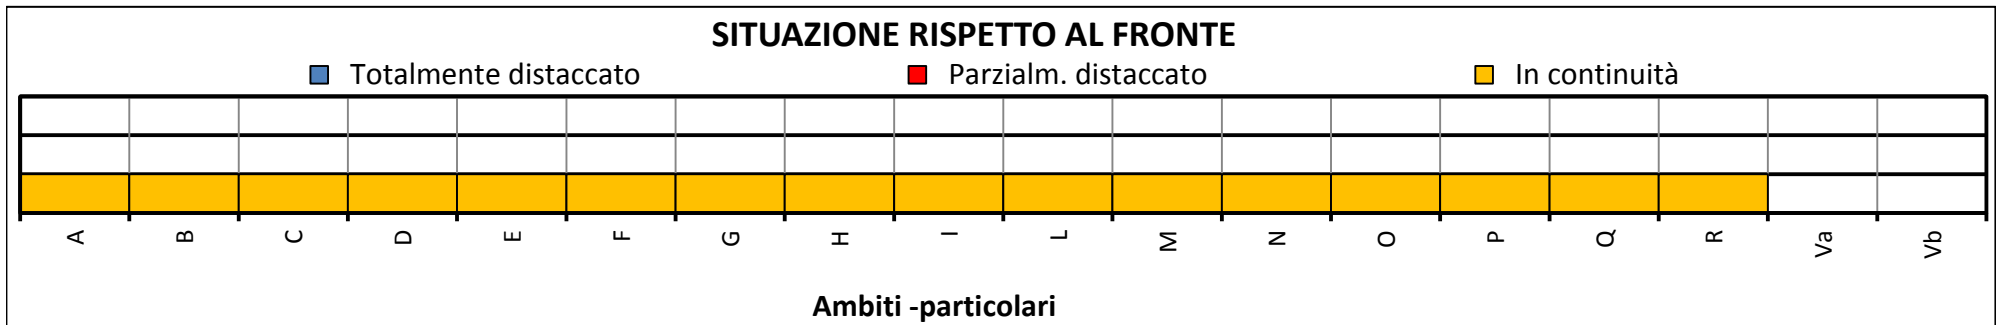 SITUAZIONE RISPETTO AL FRONTE
Totalmente distaccato Parzialm. distaccato In continuità
A B C D E F G H I L M N O P Q R Va Vb
Ambiti -particolari